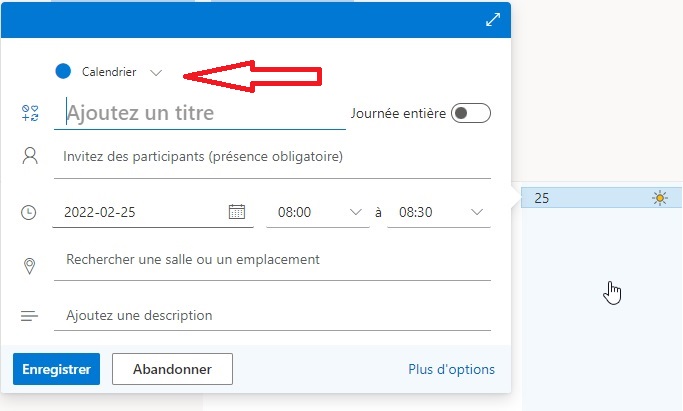 Calendrier
Ajoutez un titre
Journée entière
Invitez des participants (présence obligatoire)
2022-02-25 08:00 à 08:30
25
Rechercher une salle ou un emplacement
Ajoutez une description
Enregistrer Abandonner Plus d'options